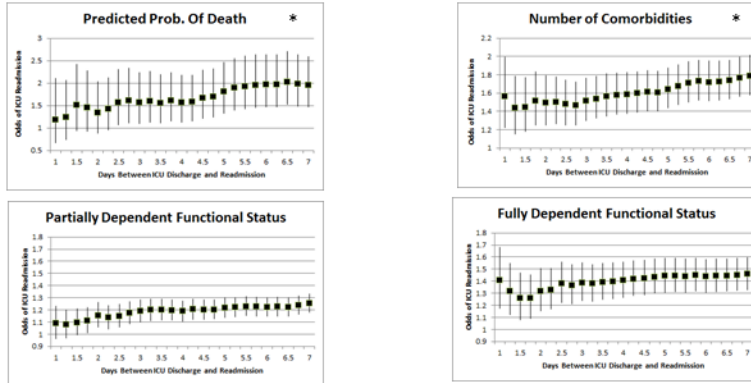 Predicted Prob. Of Death *
3
2.5
2
1.5
1
0.5
Odds of ICU Readmission
1 1.5 2 2.5 3 3.5 4 4.5 5 5.5 6 6.5 7
Days Between ICU Discharge and Readmission
Number of Comorbidities *
2.2
2
1.8
1.6
1.4
1.2
1
Odds of ICU Readmission
1 1.5 2 2.5 3 3.5 4 4.5 5 5.5 6 6.5 7
Days Between ICU Discharge and Readmission
Partially Dependent Functional Status
1.8
1.7
1.6
1.5
1.4
1.3
1.2
1.1
1
0.9
Odds of ICU Readmission
1 1.5 2 2.5 3 3.5 4 4.5 5 5.5 6 6.5 7
Days Between ICU Discharge and Readmission
Fully Dependent Functional Status
1.8
1.7
1.6
1.5
1.4
1.3
1.2
1.1
1
0.9
Odds of ICU Readmission
1 1.5 2 2.5 3 3.5 4 4.5 5 5.5 6 6.5 7
Days Between ICU Discharge and Readmission